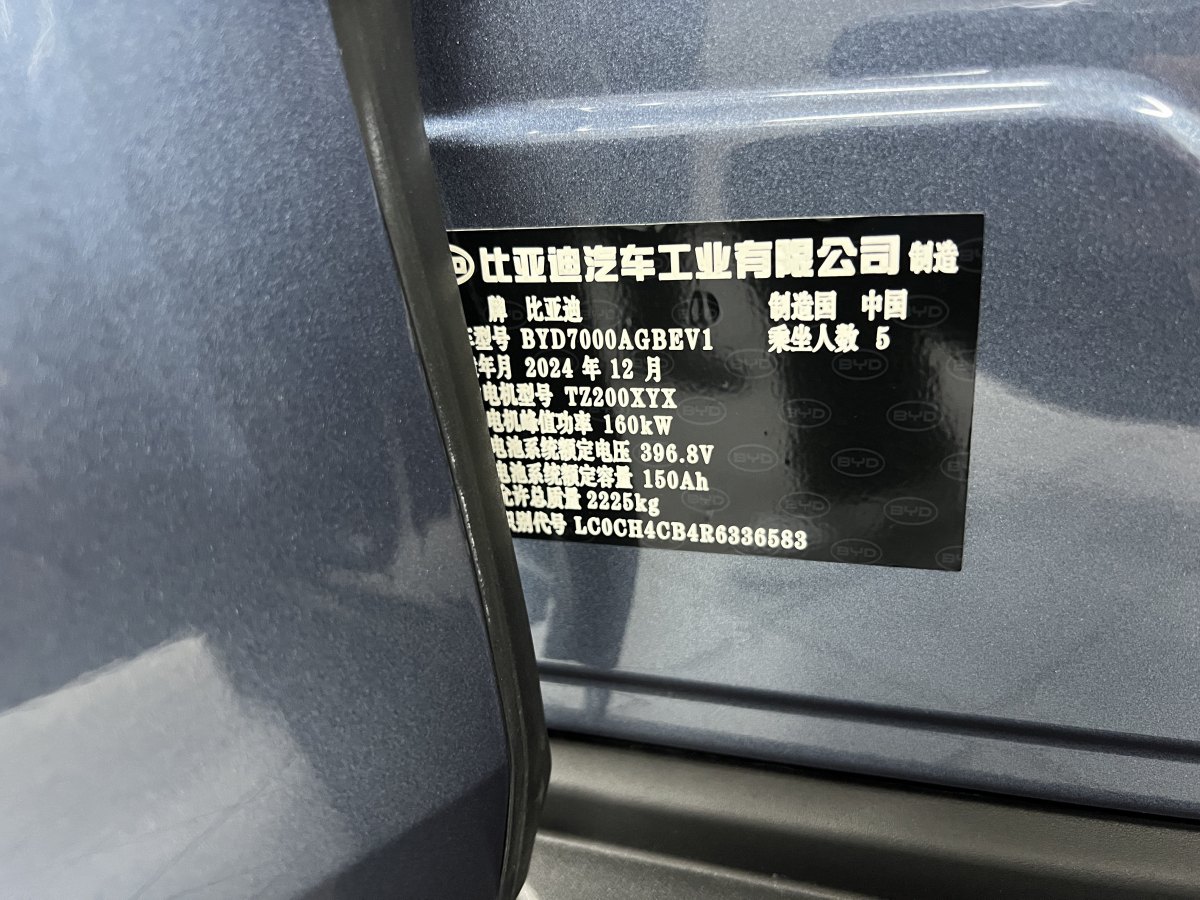 比亚迪汽车工业有限公司 制造
牌 比亚迪 制造国 中国
型号 BYD7000AGBEV1 乘坐人数 5
年月 2024 年 12 月
电机型号 TZ200XYX
电机峰值功率 160kW
电池系统额定电压 396.8V
电池系统额定容量 150Ah
允许总质量 2225kg
识别代号 LC0CH4CB4R6336583